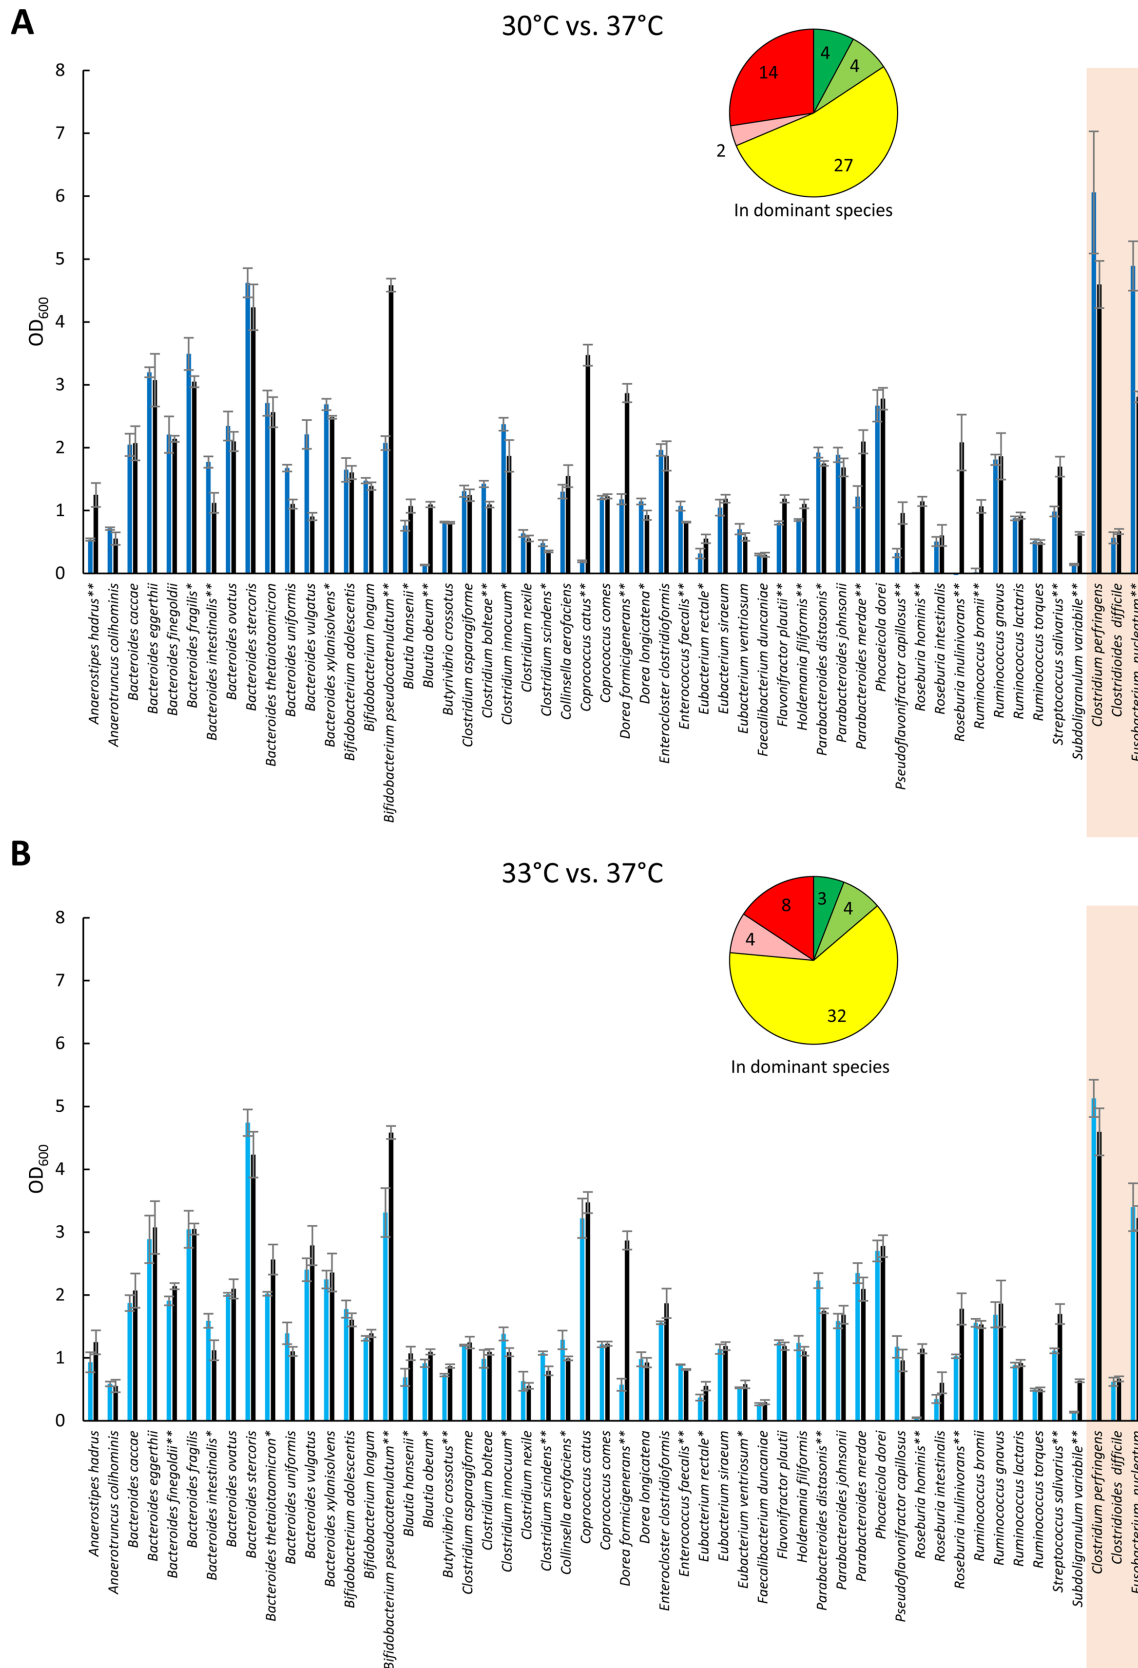 A
30°C vs. 37°C
14
4
4
2
27
In dominant species
8
7
6
5
4
3
2
1
0
OD600
Anaerostipes hadrus**
Anaerotruncus colihominis
Bacteroides caccae
Bacteroides eggerthii
Bacteroides finegoldii
Bacteroides fragilis*
Bacteroides intestinalis**
Bacteroides ovatus
Bacteroides stercoris
Bacteroides thetaiotaomicron
Bacteroides uniformis
Bacteroides vulgatus
Bacteroides xylanisolvens*
Bifidobacterium adolescentis
Bifidobacterium longum
Bifidobacterium pseudocatenulatum**
Blautia hansenii*
Blautia obeum**
Butyrivibrio crossotus
Clostridium asparagiforme
Clostridium bolteae**
Clostridium innocuum*
Clostridium nexile
Clostridium scindens*
Collinsella aerofaciens
Coprococcus catus**
Coprococcus comes
Dorea formicigenerans**
Dorea longicatena*
Enterocloster clostridioformis
Enterococcus faecalis**
Eubacterium rectale*
Eubacterium siraeum
Eubacterium ventriosum
Faecalibacterium duncaniae
Flavonifractor plautii**
Holdemania filiformis**
Parabacteroides distasonis*
Parabacteroides johnsonii
Parabacteroides merdae**
Phocaeicola dorei
Pseudoflavonifractor capillosus**
Roseburia hominis**
Roseburia intestinalis
Roseburia inulinivorans**
Ruminococcus bromii**
Ruminococcus gnavus
Ruminococcus lactaris
Ruminococcus torques
Streptococcus salivarius**
Subdoligranulum variabile**
Clostridium perfringens
Clostridioides difficile
Fusobacterium nucleatum**
B
33°C vs. 37°C
8
3
4
4
32
In dominant species
8
7
6
5
4
3
2
1
0
OD600
Anaerostipes hadrus
Anaerotruncus colihominis
Bacteroides caccae
Bacteroides eggerthii
Bacteroides finegoldii**
Bacteroides fragilis
Bacteroides intestinalis*
Bacteroides ovatus
Bacteroides stercoris
Bacteroides thetaiotaomicron*
Bacteroides uniformis
Bacteroides vulgatus
Bacteroides xylanisolvens
Bifidobacterium adolescentis
Bifidobacterium longum
Bifidobacterium pseudocatenulatum**
Blautia hansenii*
Blautia obeum*
Butyrivibrio crossotus**
Clostridium asparagiforme
Clostridium bolteae
Clostridium innocuum*
Clostridium nexile
Clostridium scindens**
Collinsella aerofaciens*
Coprococcus catus
Coprococcus comes
Dorea formicigenerans**
Dorea longicatena
Enterocloster clostridioformis
Enterococcus faecalis**
Eubacterium rectale*
Eubacterium siraeum
Eubacterium ventriosum*
Faecalibacterium duncaniae
Flavonifractor plautii
Holdemania filiformis
Parabacteroides distasonis**
Parabacteroides johnsonii
Parabacteroides merdae
Phocaeicola dorei
Pseudoflavonifractor capillosus
Roseburia hominis**
Roseburia intestinalis
Roseburia inulinivorans**
Ruminococcus bromii
Ruminococcus gnavus
Ruminococcus lactaris
Ruminococcus torques
Streptococcus salivarius**
Subdoligranulum variabile**
Clostridium perfringens
Clostridioides difficile
Fusobacterium nucleatum